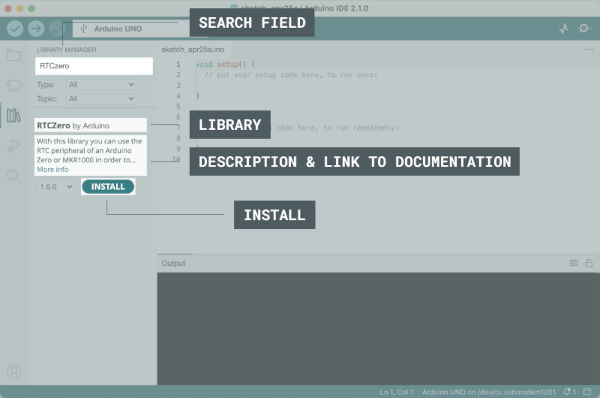 sketch_apr25a | Arduino IDE 2.1.0
SEARCH FIELD
Arduino UNO
LIBRARY MANAGER
RTCzero
Type: All
Topic: All
RTCZero by Arduino
With this library you can use the
RTC peripheral of an Arduino
Zero or MKR1000 in order to...
More info
1.6.0
INSTALL
sketch_apr25a.ino
1 void setup() {
2 // put your setup code here, to run once:
3
4 }
5
6
7
8 code here, to run repeatedly:
10
LIBRARY
DESCRIPTION & LINK TO DOCUMENTATION
INSTALL
Output
Ln 1, Col 1 Arduino UNO on /dev/cu.usbmodem1201 1